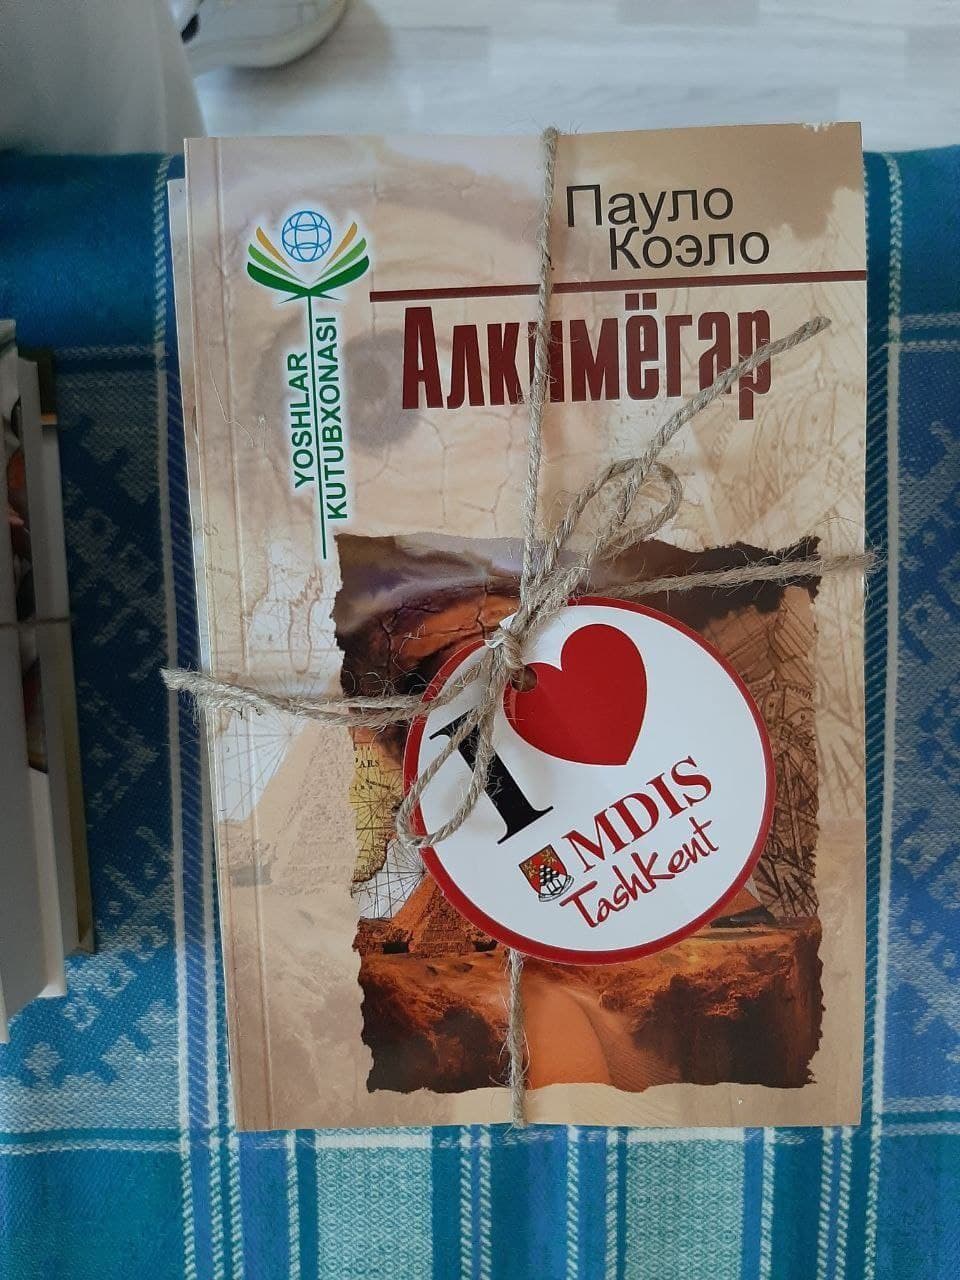 Пауло
Коэло
Алкимёгар
YOSHLAR
KUTUBXONASI
I
MDIS
Tashkent